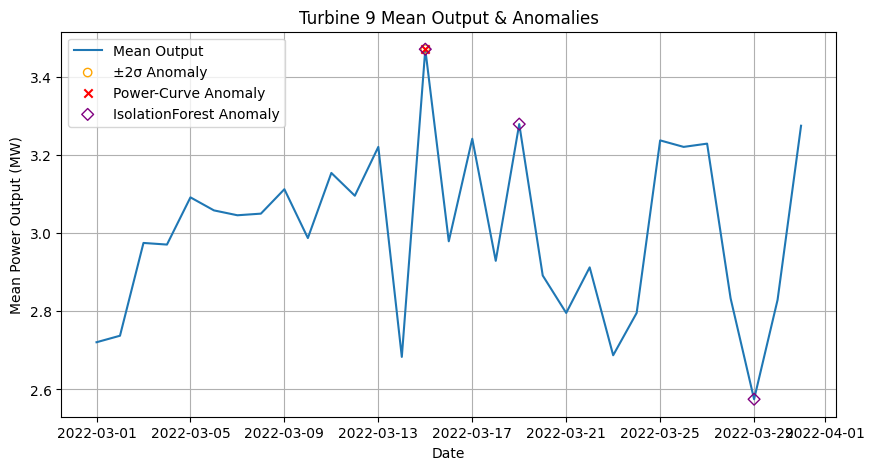 Turbine 9 Mean Output & Anomalies
Mean Output
±2σ Anomaly
Power-Curve Anomaly
IsolationForest Anomaly
Mean Power Output (MW)
3.4
3.2
3.0
2.8
2.6
2022-03-01 2022-03-05 2022-03-09 2022-03-13 2022-03-17 2022-03-21 2022-03-25 2022-03-29 2022-04-01
Date